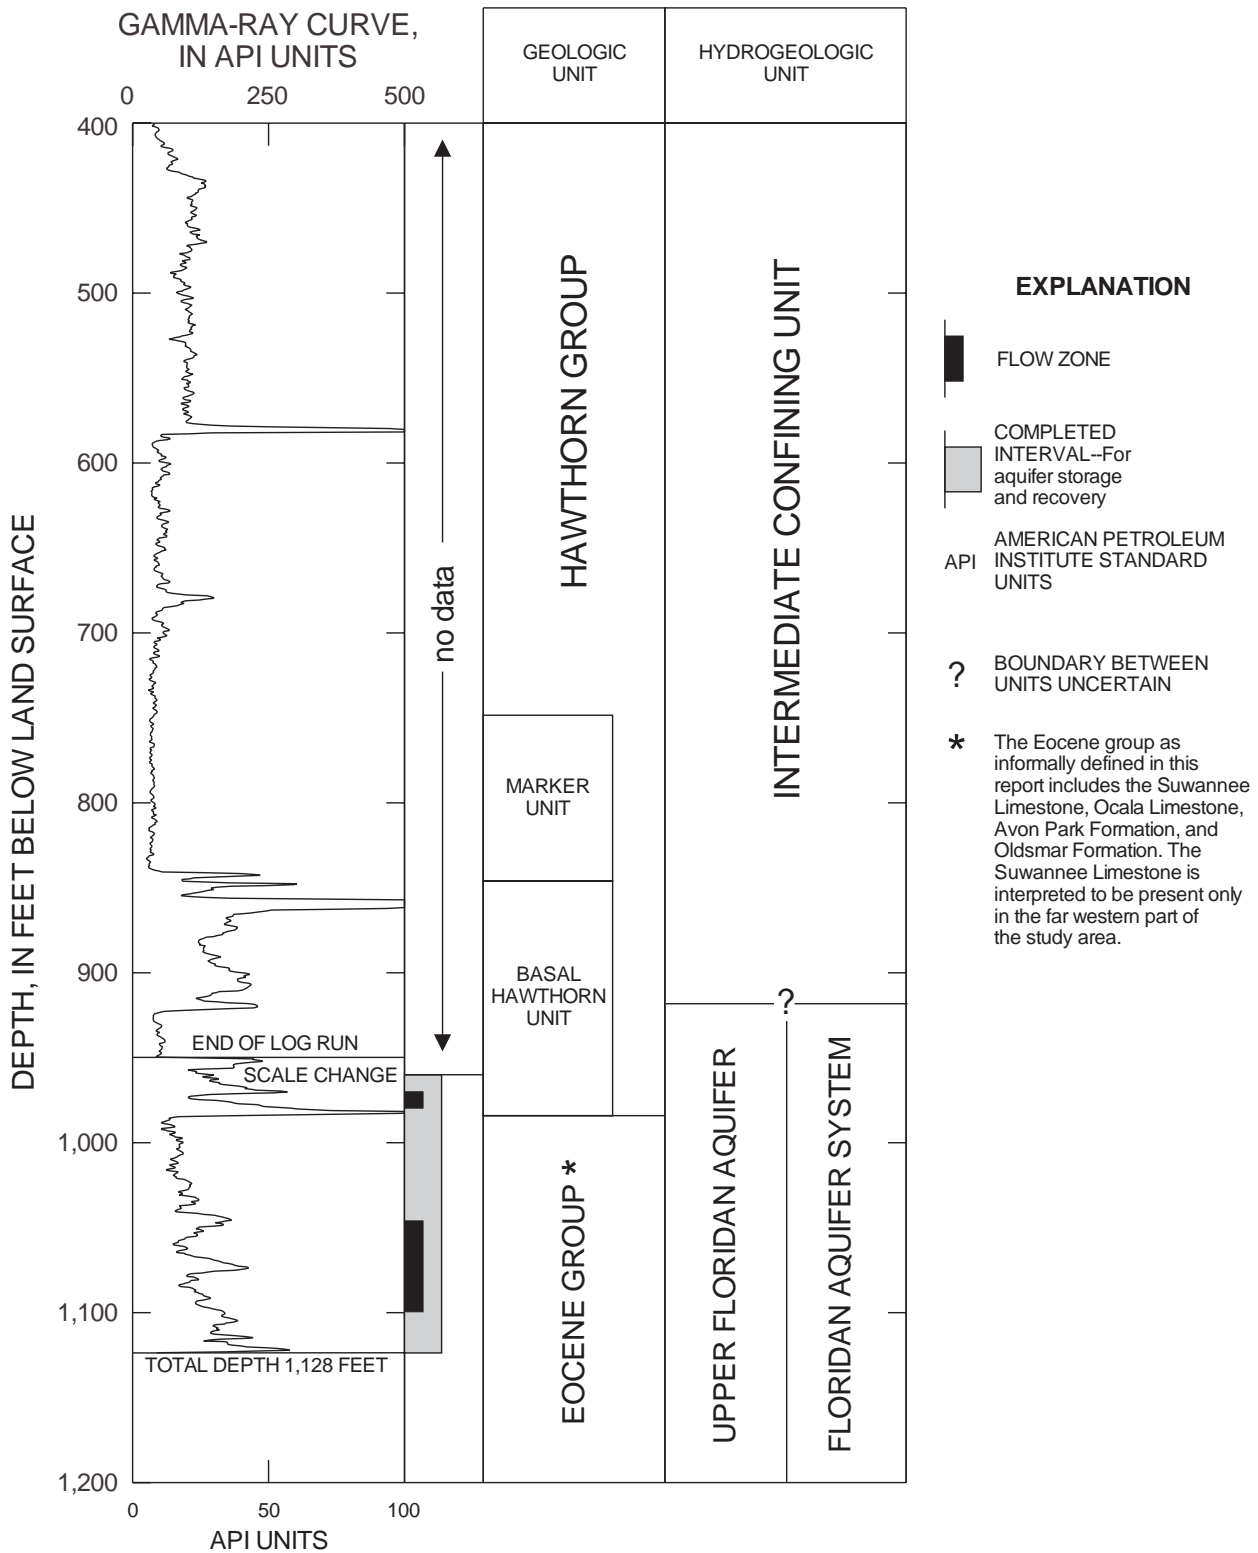 GAMMA-RAY CURVE,
IN API UNITS
0 250 500
GEOLOGIC
UNIT
HYDROGEOLOGIC
UNIT
DEPTH, IN FEET BELOW LAND SURFACE
400
500
600
700
800
900
1,000
1,100
1,200
END OF LOG RUN
SCALE CHANGE
TOTAL DEPTH 1,128 FEET
0 50 100
API UNITS
no data
HAWTHORN GROUP
MARKER
UNIT
BASAL
HAWTHORN
UNIT
EOCENE GROUP *
INTERMEDIATE CONFINING UNIT
?
UPPER FLORIDAN AQUIFER
FLORIDAN AQUIFER SYSTEM
EXPLANATION
FLOW ZONE
COMPLETED
INTERVAL--For
aquifer storage
and recovery
API AMERICAN PETROLEUM
INSTITUTE STANDARD
UNITS
? BOUNDARY BETWEEN
UNITS UNCERTAIN
* The Eocene group as
informally defined in this
report includes the Suwannee
Limestone, Ocala Limestone,
Avon Park Formation, and
Oldsmar Formation. The
Suwannee Limestone is
interpreted to be present only
in the far western part of
the study area.